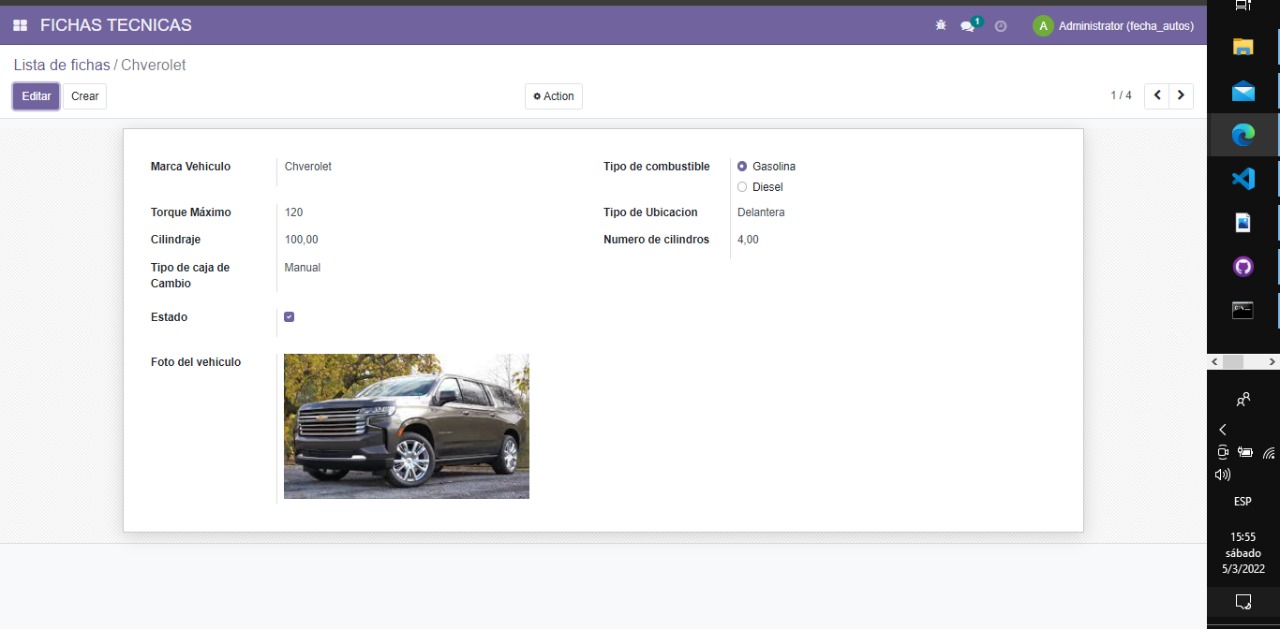 FICHAS TECNICAS
1
A
Administrator (fecha_autos)
Lista de fichas / Chverolet
Editar
Crear
Action
1 / 4
Marca Vehiculo
Chverolet
Tipo de combustible
Gasolina
Diesel
Torque Máximo
120
Tipo de Ubicacion
Delantera
Cilindraje
100,00
Numero de cilindros
4,00
Tipo de caja de
Cambio
Manual
Estado
Foto del vehiculo
ESP
15:55
sábado
5/3/2022